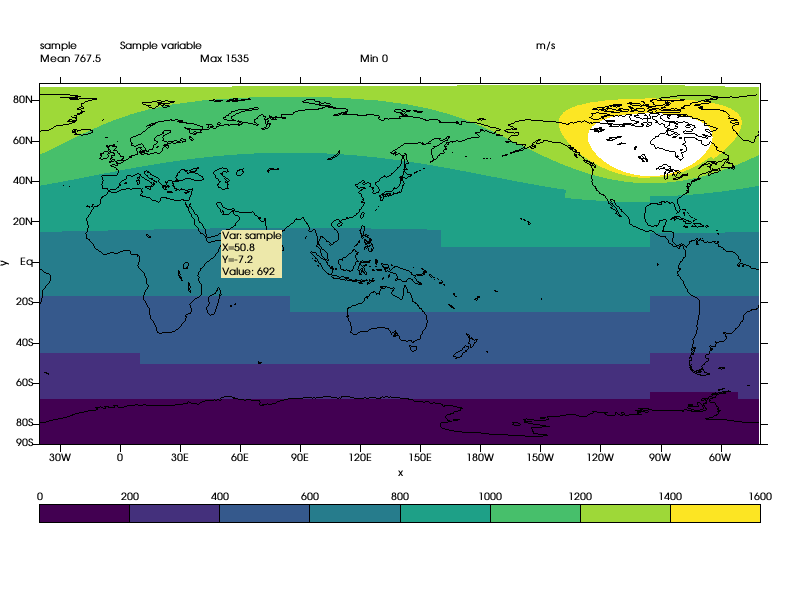 sample Sample variable m/s
Mean 767.5 Max 1535 Min 0
80N
60N
40N
20N
Var: sample
X=50.8
y Eq
Y=-7.2
Value: 692
20S
40S
60S
80S
90S
30W 0 30E 60E 90E 120E 150E 180W 150W 120W 90W 60W
x
0 200 400 600 800 1000 1200 1400 1600